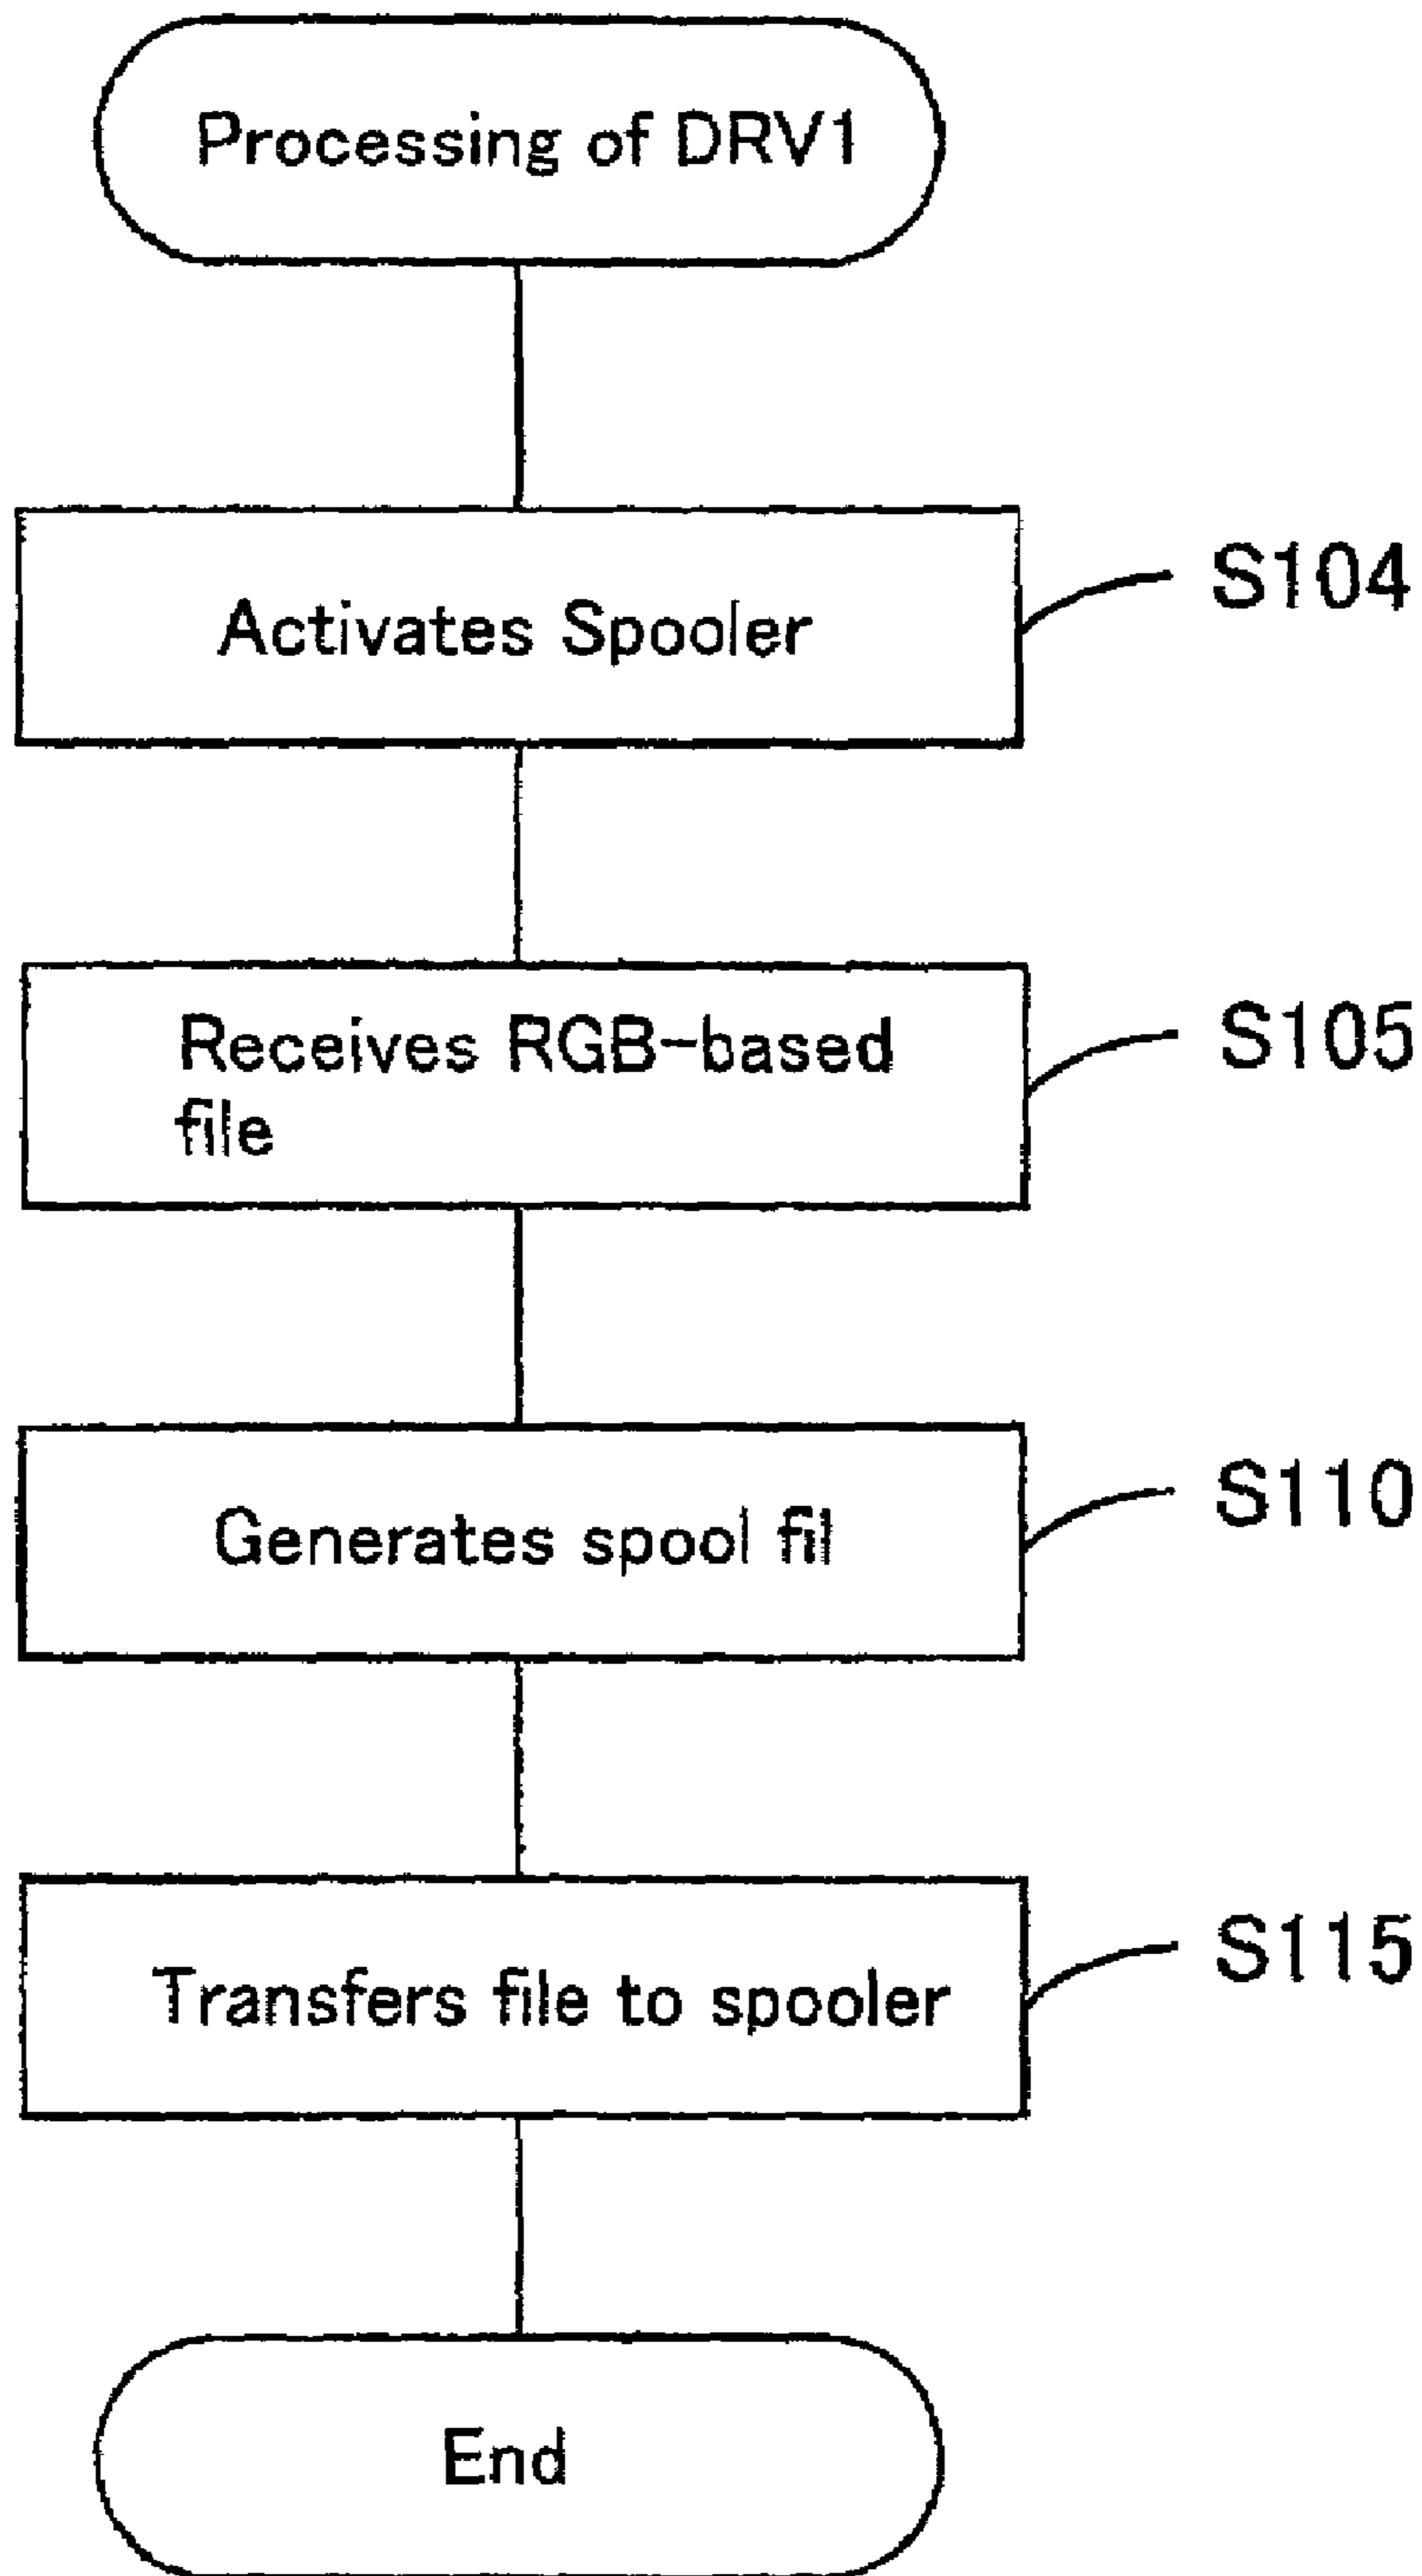 Processing of DRV1
Activates Spooler
S104
Receives RGB-based
file
S105
Generates spool fil
S110
Transfers file to spooler
S115
End